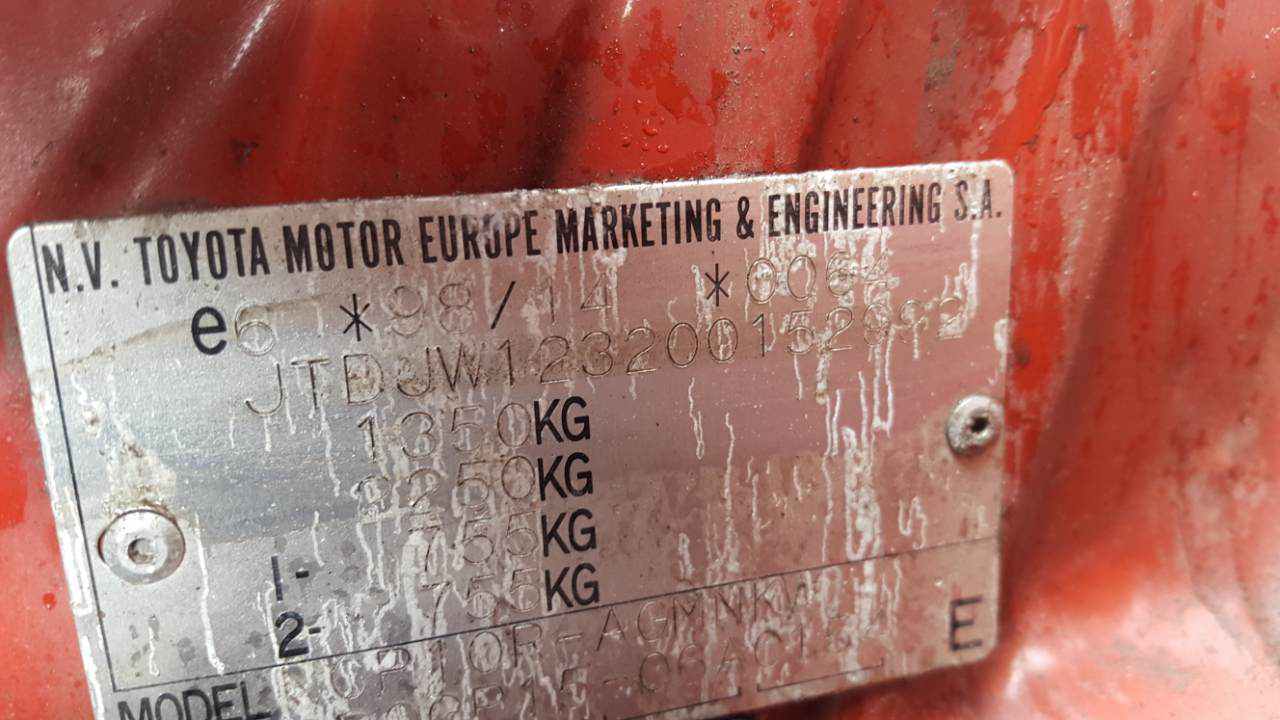 N.V. TOYOTA MOTOR EUROPE MARKETING & ENGINEERING S.A.
e6 *98/14 *0064
JTDJW123200152992
1350KG
2250KG
1- 755KG
2- 755KG
E
MODEL